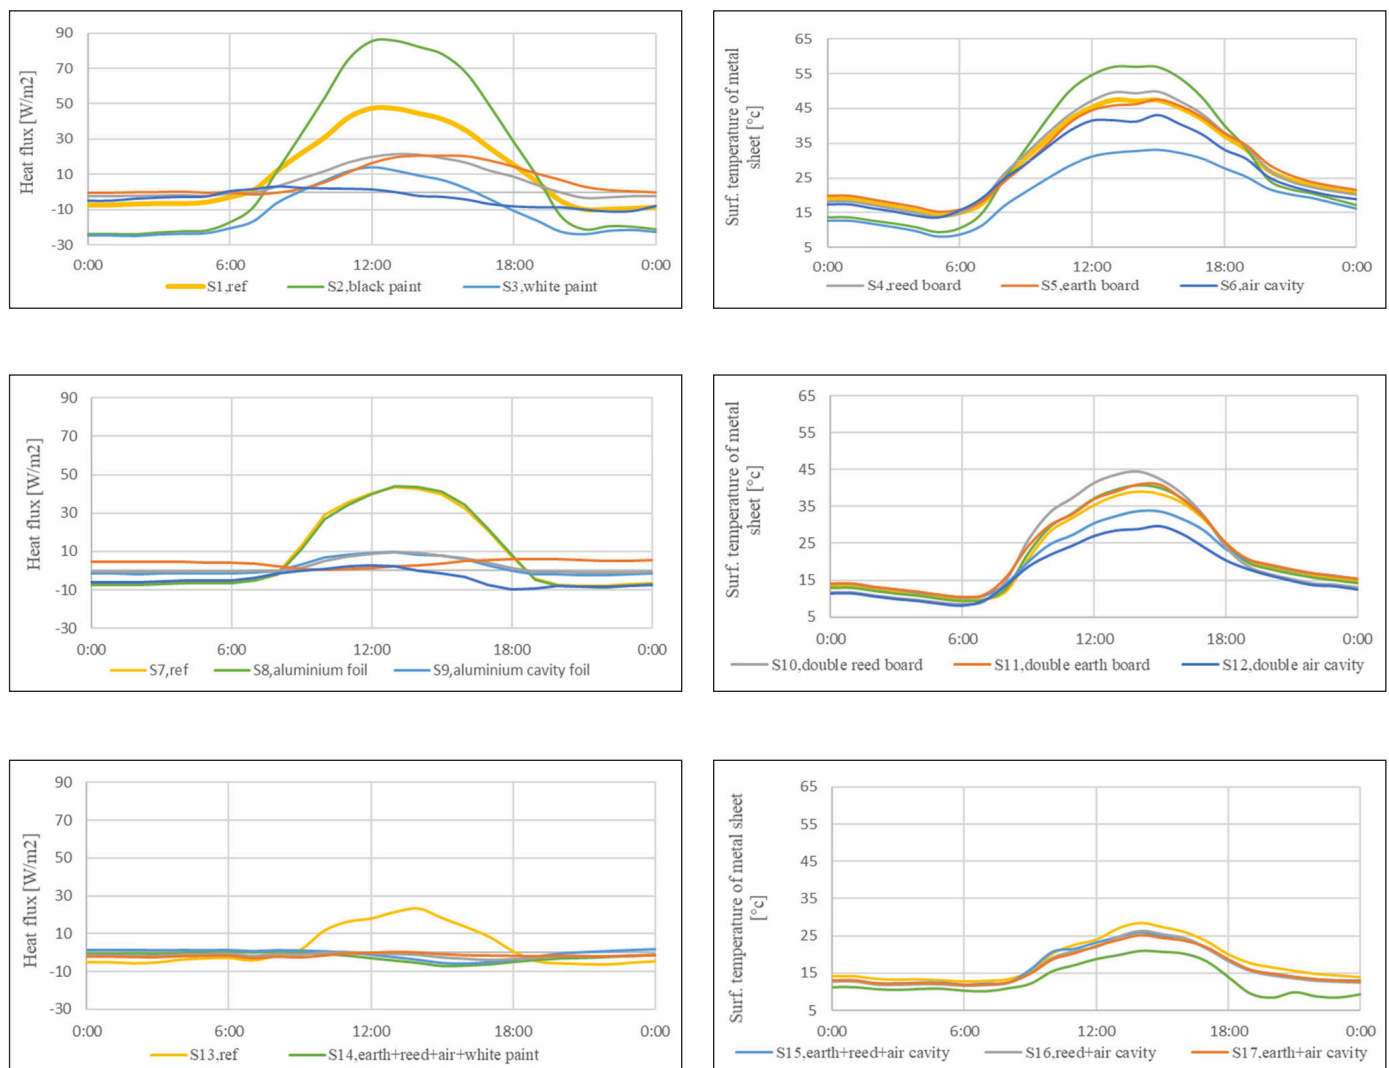 Heat flux [W/m2]
90
70
50
30
10
-10
-30
0:00 6:00 12:00 18:00 0:00
S1,ref S2,black paint S3,white paint
Surf. temperature of metal
sheet [°c]
65
55
45
35
25
15
5
0:00 6:00 12:00 18:00 0:00
S4,reed board S5,earth board S6,air cavity
Heat flux [W/m2]
90
70
50
30
10
-10
-30
0:00 6:00 12:00 18:00 0:00
S7,ref S8,aluminium foil S9,aluminium cavity foil
Surf. temperature of metal
sheet [°c]
65
55
45
35
25
15
5
0:00 6:00 12:00 18:00 0:00
S10,double reed board S11,double earth board S12,double air cavity
Heat flux [W/m2]
90
70
50
30
10
-10
-30
0:00 6:00 12:00 18:00 0:00
S13,ref S14,earth+reed+air+white paint
Surf. temperature of metal sheet
[°c]
65
55
45
35
25
15
5
0:00 6:00 12:00 18:00 0:00
S15,earth+reed+air cavity S16,reed+air cavity S17,earth+air cavity